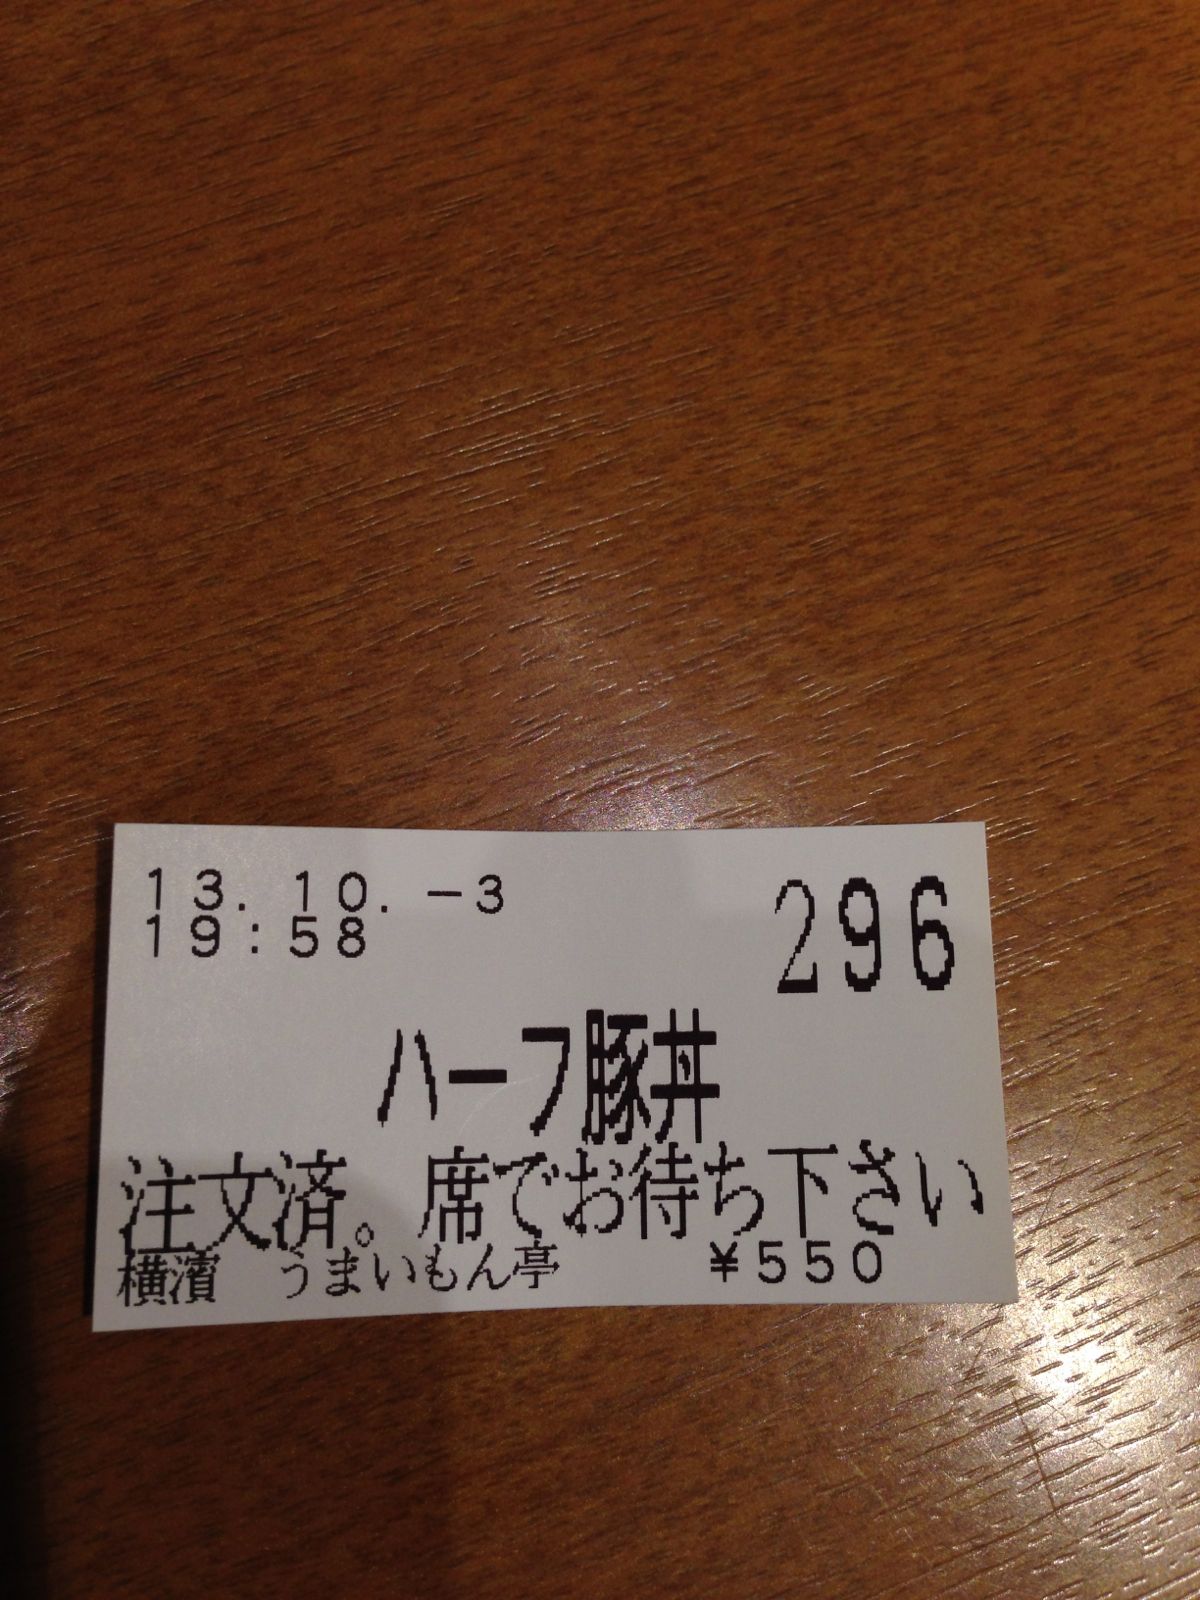 13.10.-3
296
19:58
ハーフ豚丼
注文済。席でお待ち下さい
横濱 うまいもん亭 ¥550